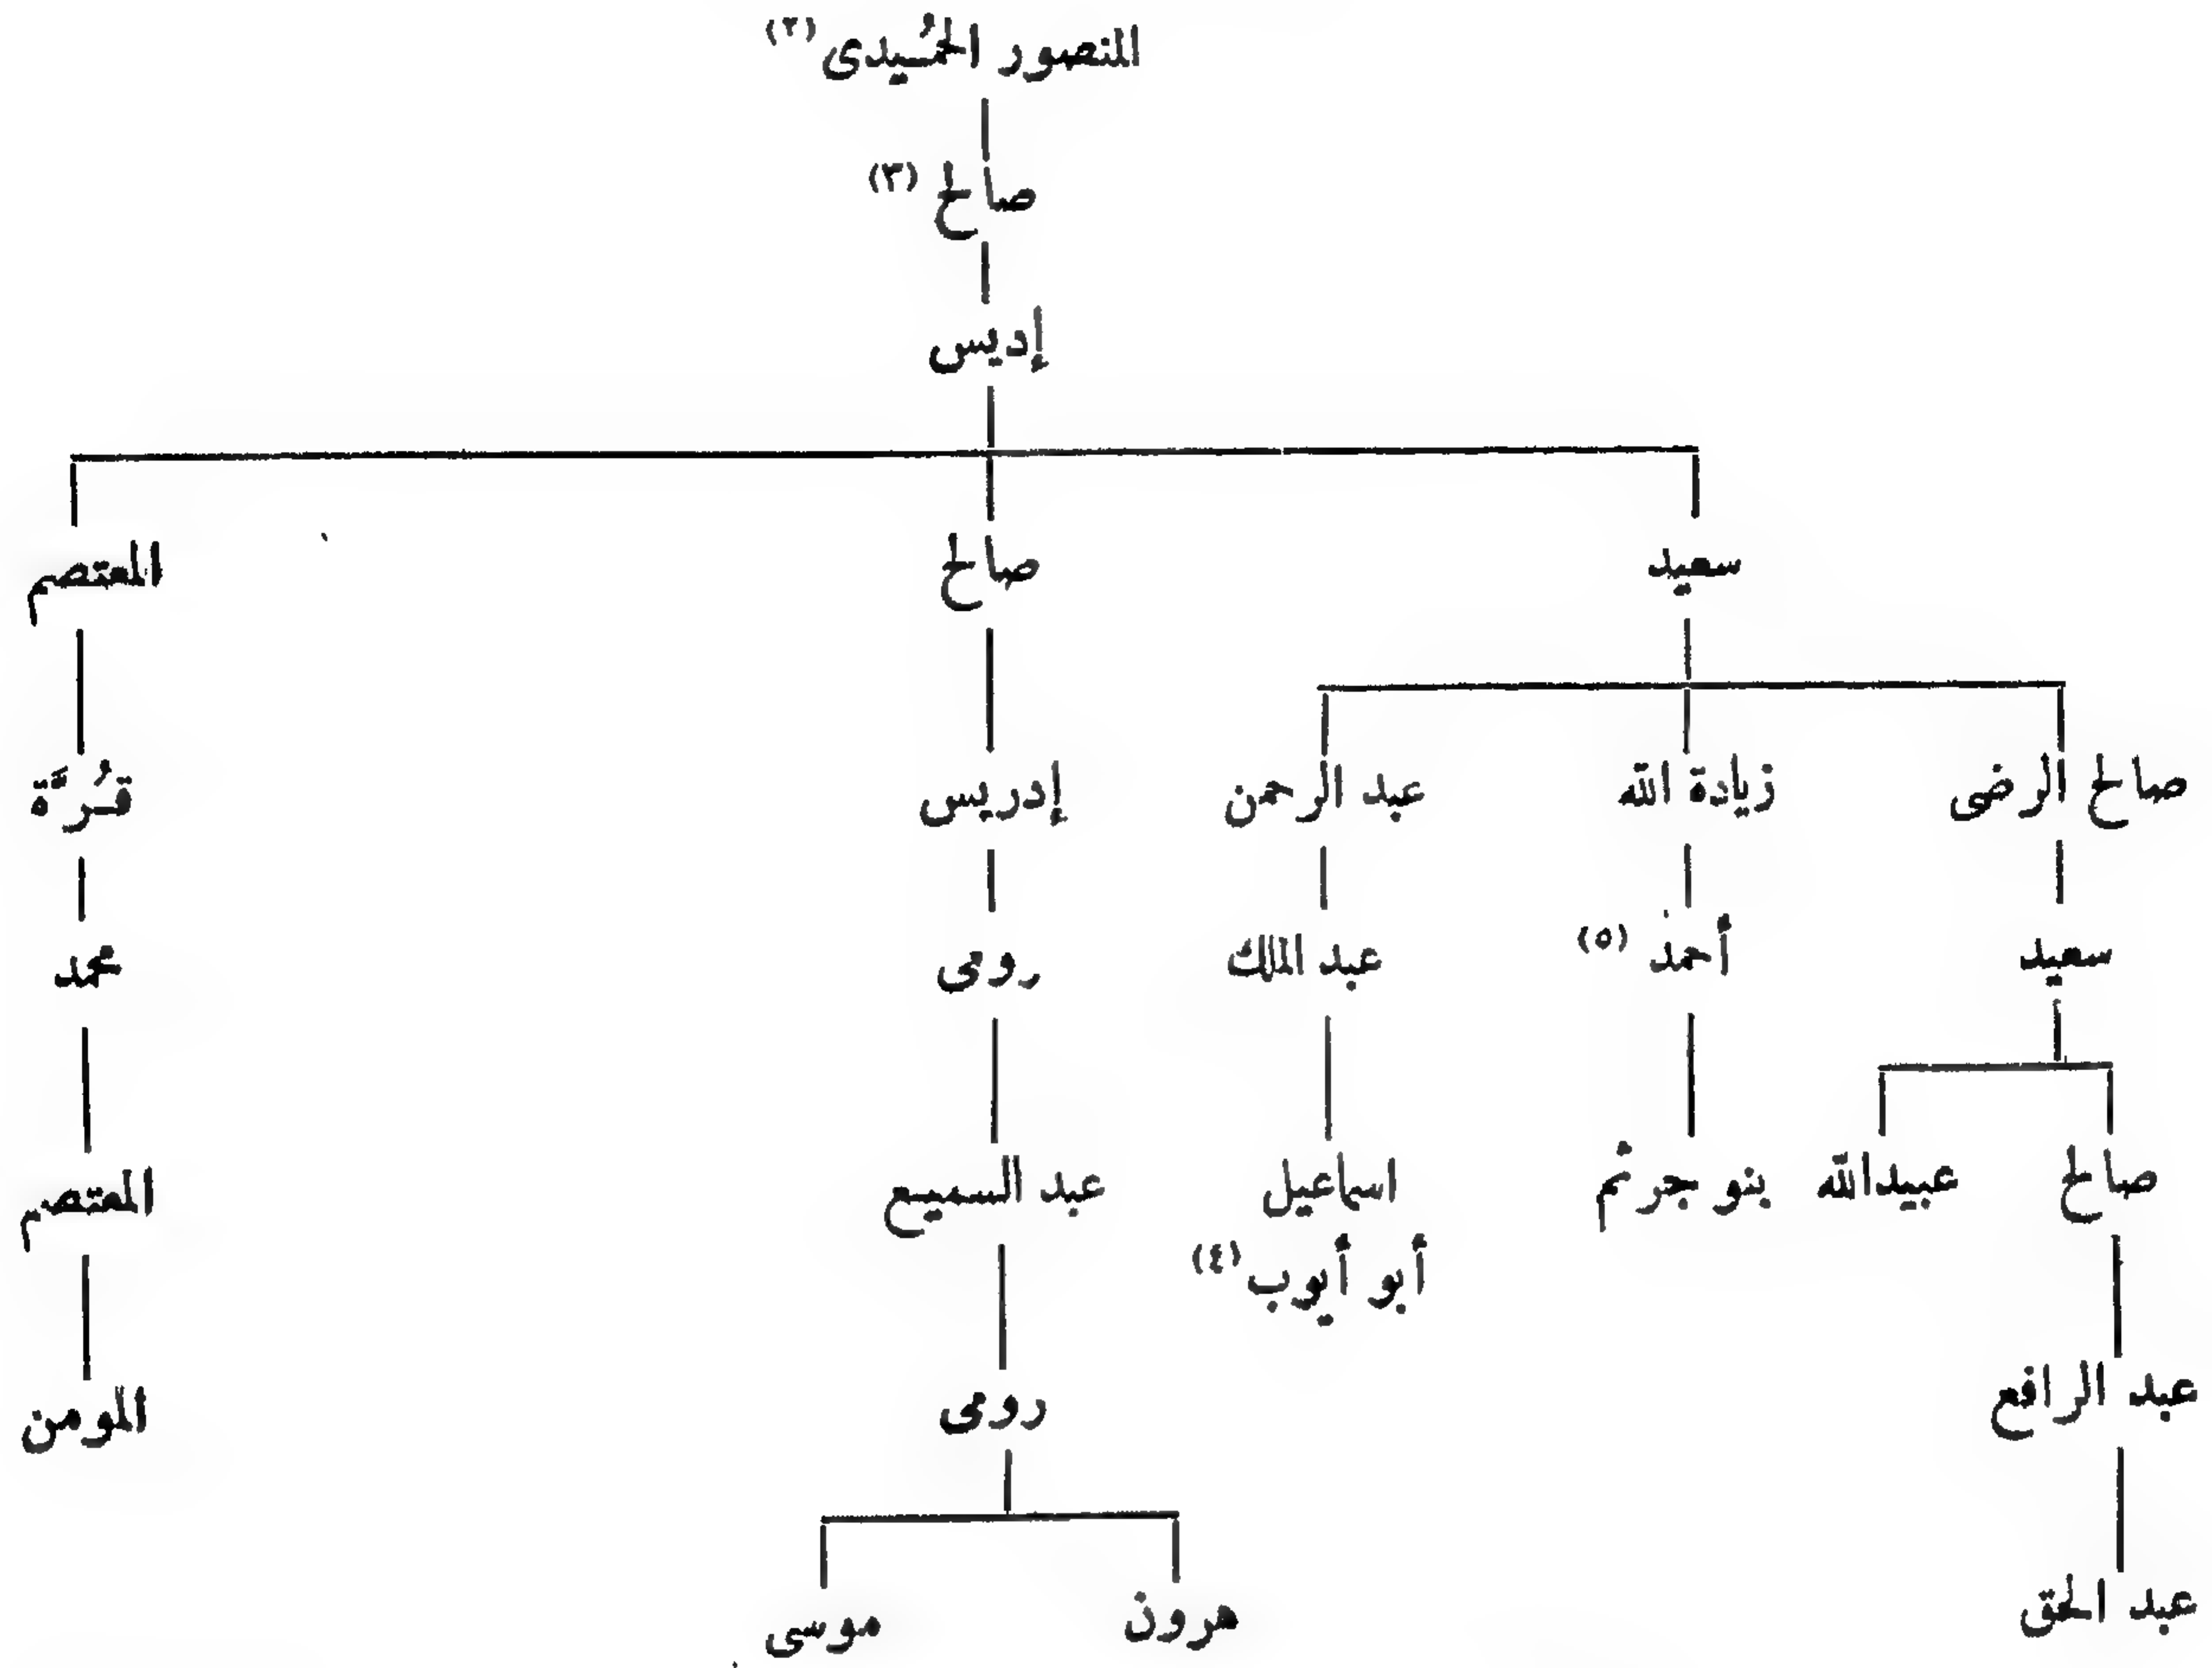 المنصور الحُميدى (٢)
صالح (٣)
إديس
سعيد
صالح
المعتصم
صالح الرضى
زيادة الله
عبد الرحمن
إدريس
قُرَّة
سعيد
أحمد (٥)
عبد الملك
رومى
محمد
صالح
عبيدالله
بنو جرثم
اسماعيل
أبو أيوب (٤)
عبد السميع
المعتصم
عبد الرافع
رومى
المومن
عبد الحق
هرون
موسى